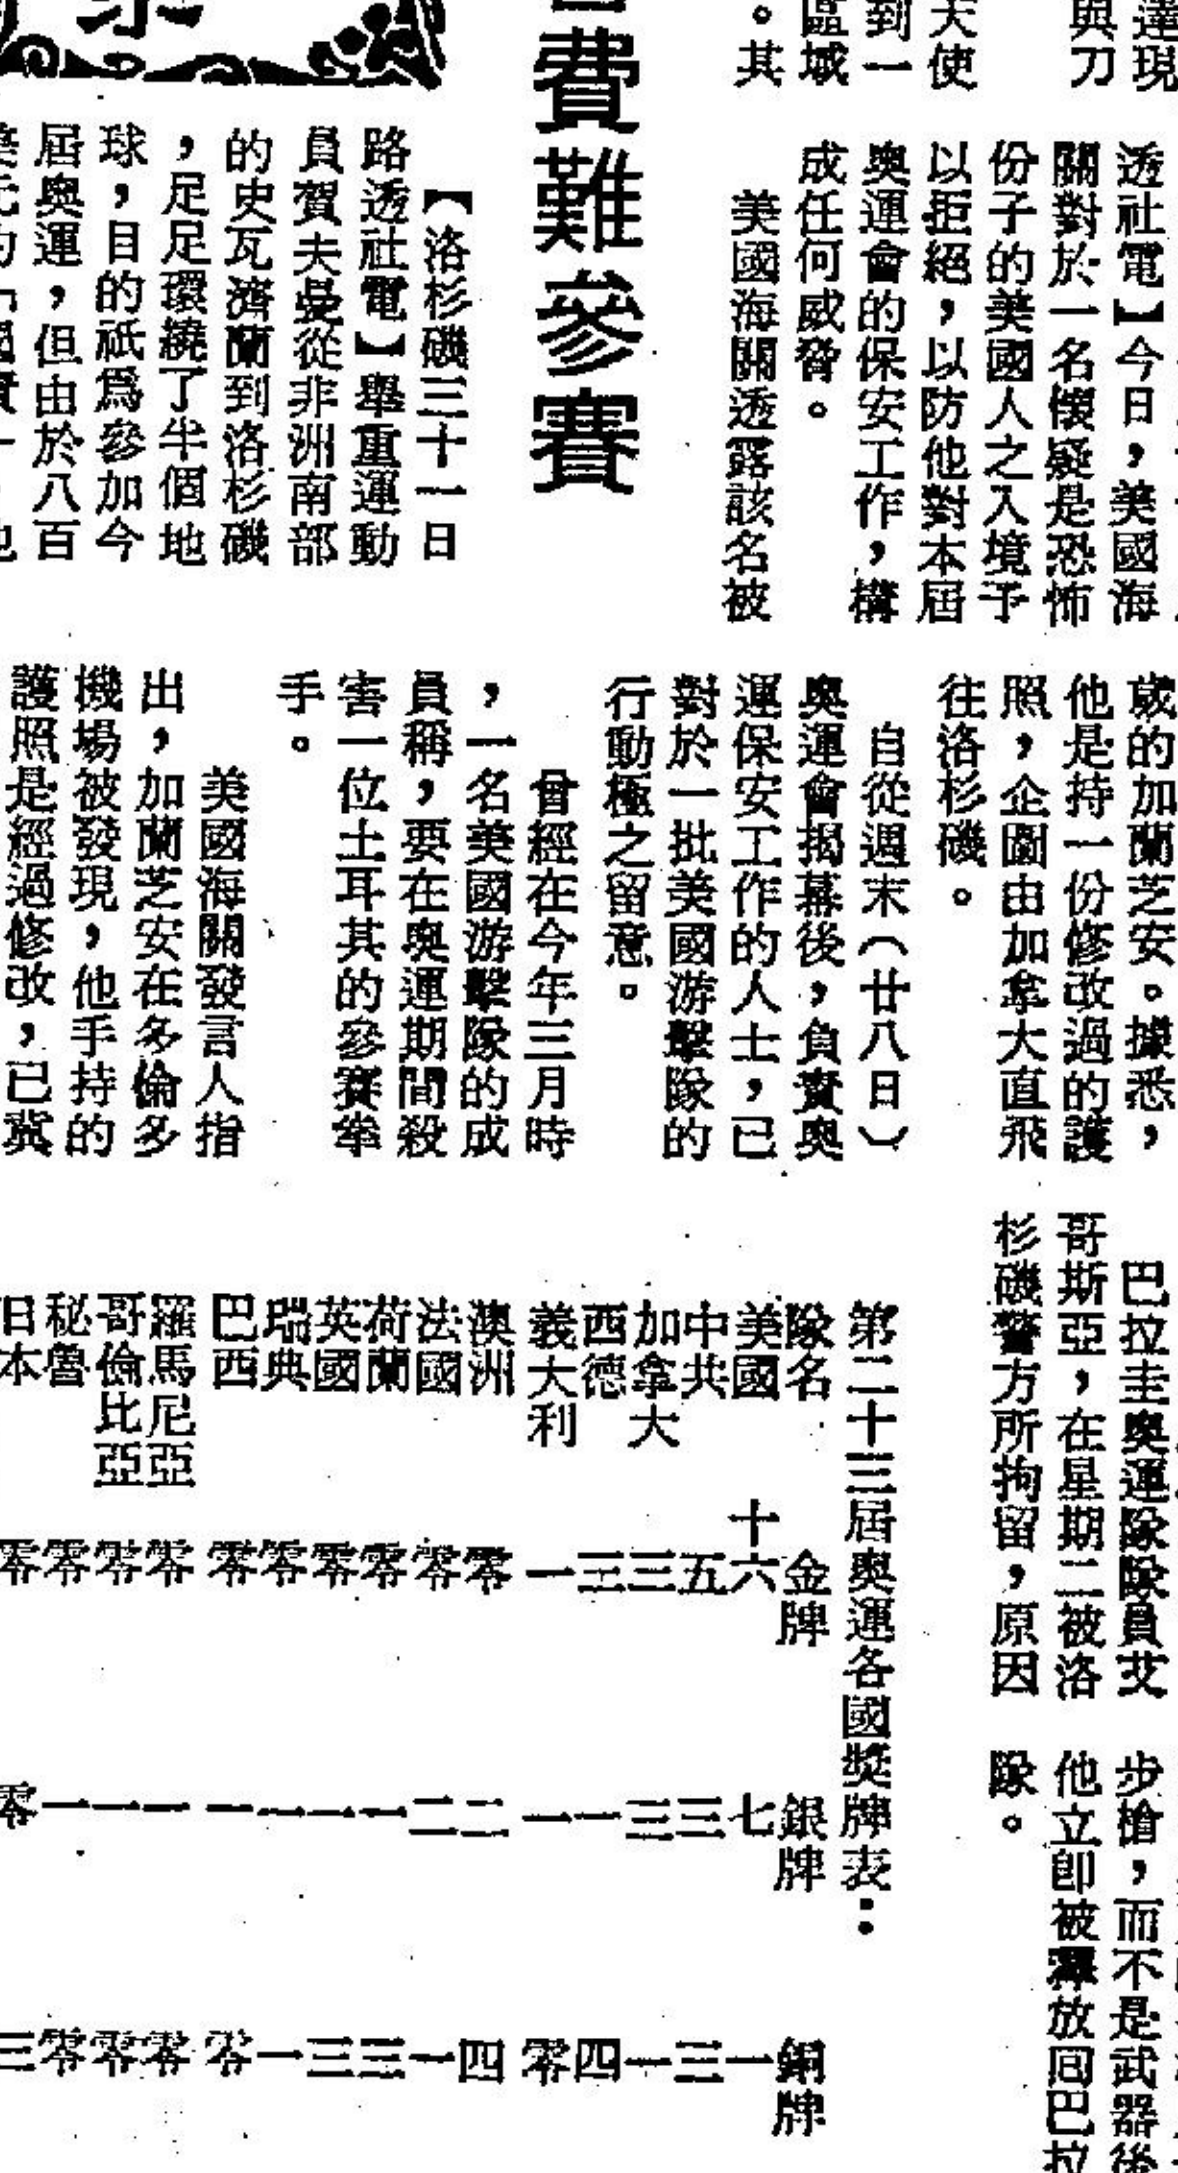 達現
與刀
天使
到一
區域
。其
透社電】今日，美國海
關對於一名懷疑是恐怖
份子的美國人之入境予
以拒絕，以防他對本屆
奧運會的保安工作，構
成任何威脅。
美國海關透露該名被
歲的加蘭芝安。據悉，
他是持一份修改過的護
照，企圖由加拿大直飛
往洛杉磯。
自從週末（廿八日）
奧運會揭幕後，負責奧
運保安工作的人士，已
對於一批美國游擊隊的
行動極之留意。
曾經在今年三月時
，一名美國游擊隊的成
員稱，要在奧運期間殺
害一位土耳其的參賽拳
手。
美國海關發言人指
出，加蘭芝安在多倫多
機場被發現，他手持的
護照是經過修改，已冀
巴拉圭奧運隊隊員艾
哥斯亞，在星期二被洛
杉磯警方所拘留，原因
步槍，而不是武器後
他立卽被釋放囘巴拉
隊。
費難參賽
【洛杉磯三十一日
路透社電】舉重運動
員賀夫曼從非洲南部
的史瓦濟蘭到洛杉磯
，足足環繞了半個地
球，目的祇爲參加今
屆奧運，但由於八百
第二十三屆奧運各國獎牌表：
隊名 金牌 銀牌 銅牌
美國 十六 七 一
中共 五 三 三
加拿大 三 三 一
西德 三 一 四
義大利 一 一 零
澳洲 零 二 四
法國 零 二 一
荷蘭 零 一 三
英國 零 一 三
瑞典 零 一 一
巴西 零 一 零
羅馬尼亞 零 一 零
哥倫比亞 零 一 零
秘魯 零 一 零
日本 零 零 三